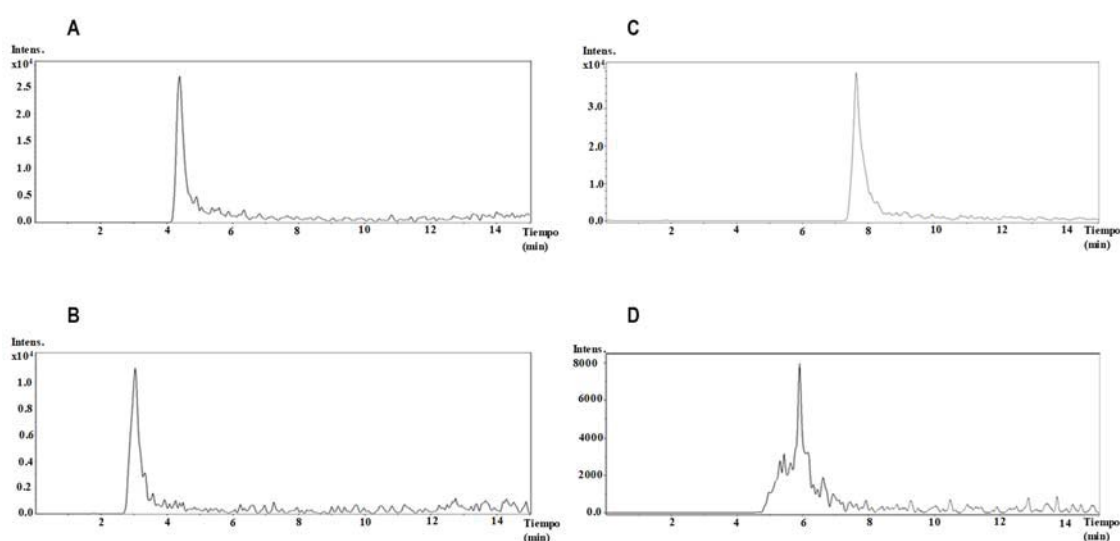 A
Intens.
x10⁴
2.5
2.0
1.5
1.0
0.5
0.0
2 4 6 8 10 12 14 Tiempo
(min)
C
Intens.
x10⁴
3.0
2.0
1.0
0.0
2 4 6 8 10 12 14 Tiempo
(min)
B
Intens.
x10⁴
1.0
0.8
0.6
0.4
0.2
0.0
2 4 6 8 10 12 14 Tiempo
(min)
D
Intens.
8000
6000
4000
2000
0.0
2 4 6 8 10 12 14 Tiempo
(min)